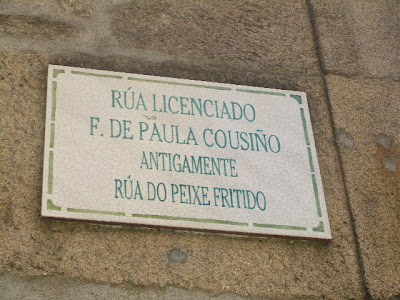 RÚA LICENCIADO
F. DE PAULA COUSIÑO
ANTIGAMENTE
RÚA DO PEIXE FRITIDO